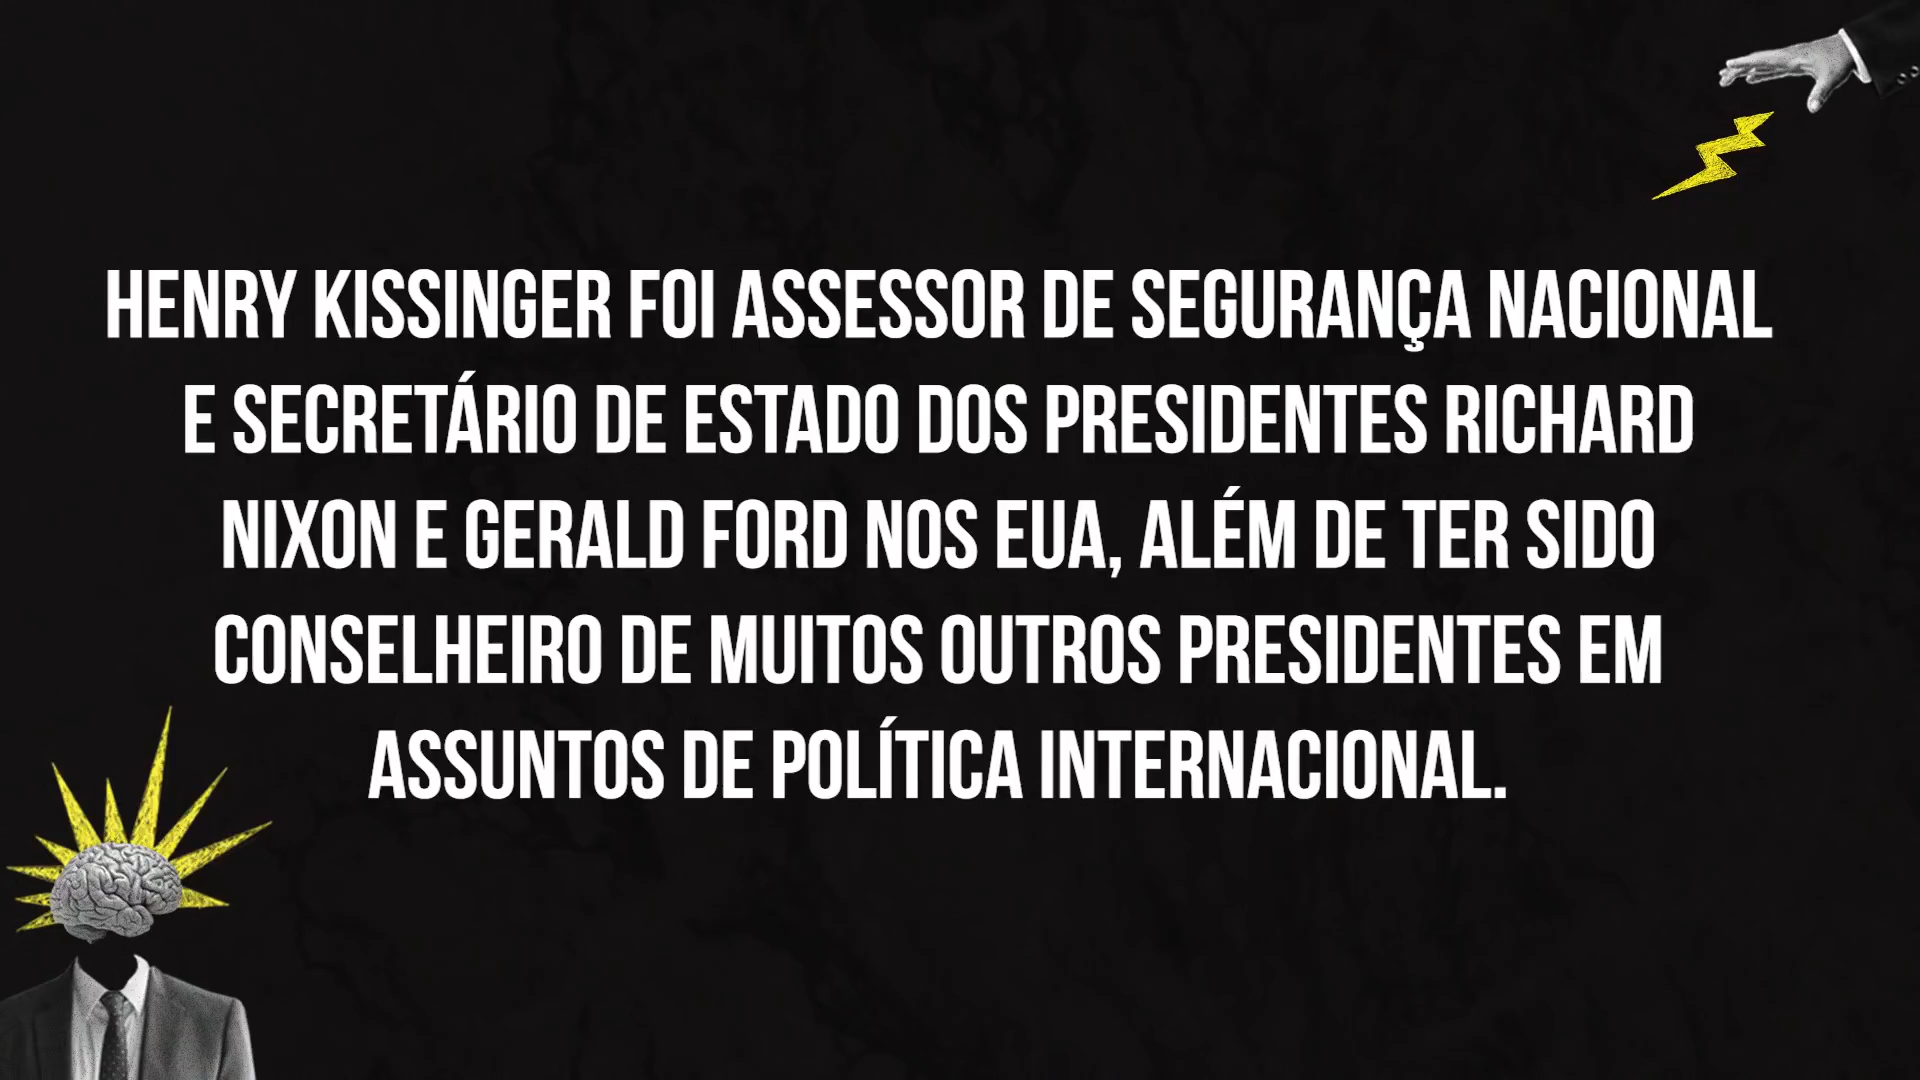 HENRY KISSINGER FOI ASSESSOR DE SEGURANÇA NACIONAL
E SECRETÁRIO DE ESTADO DOS PRESIDENTES RICHARD
NIXON E GERALD FORD NOS EUA, ALÉM DE TER SIDO
CONSELHEIRO DE MUITOS OUTROS PRESIDENTES EM
ASSUNTOS DE POLÍTICA INTERNACIONAL.